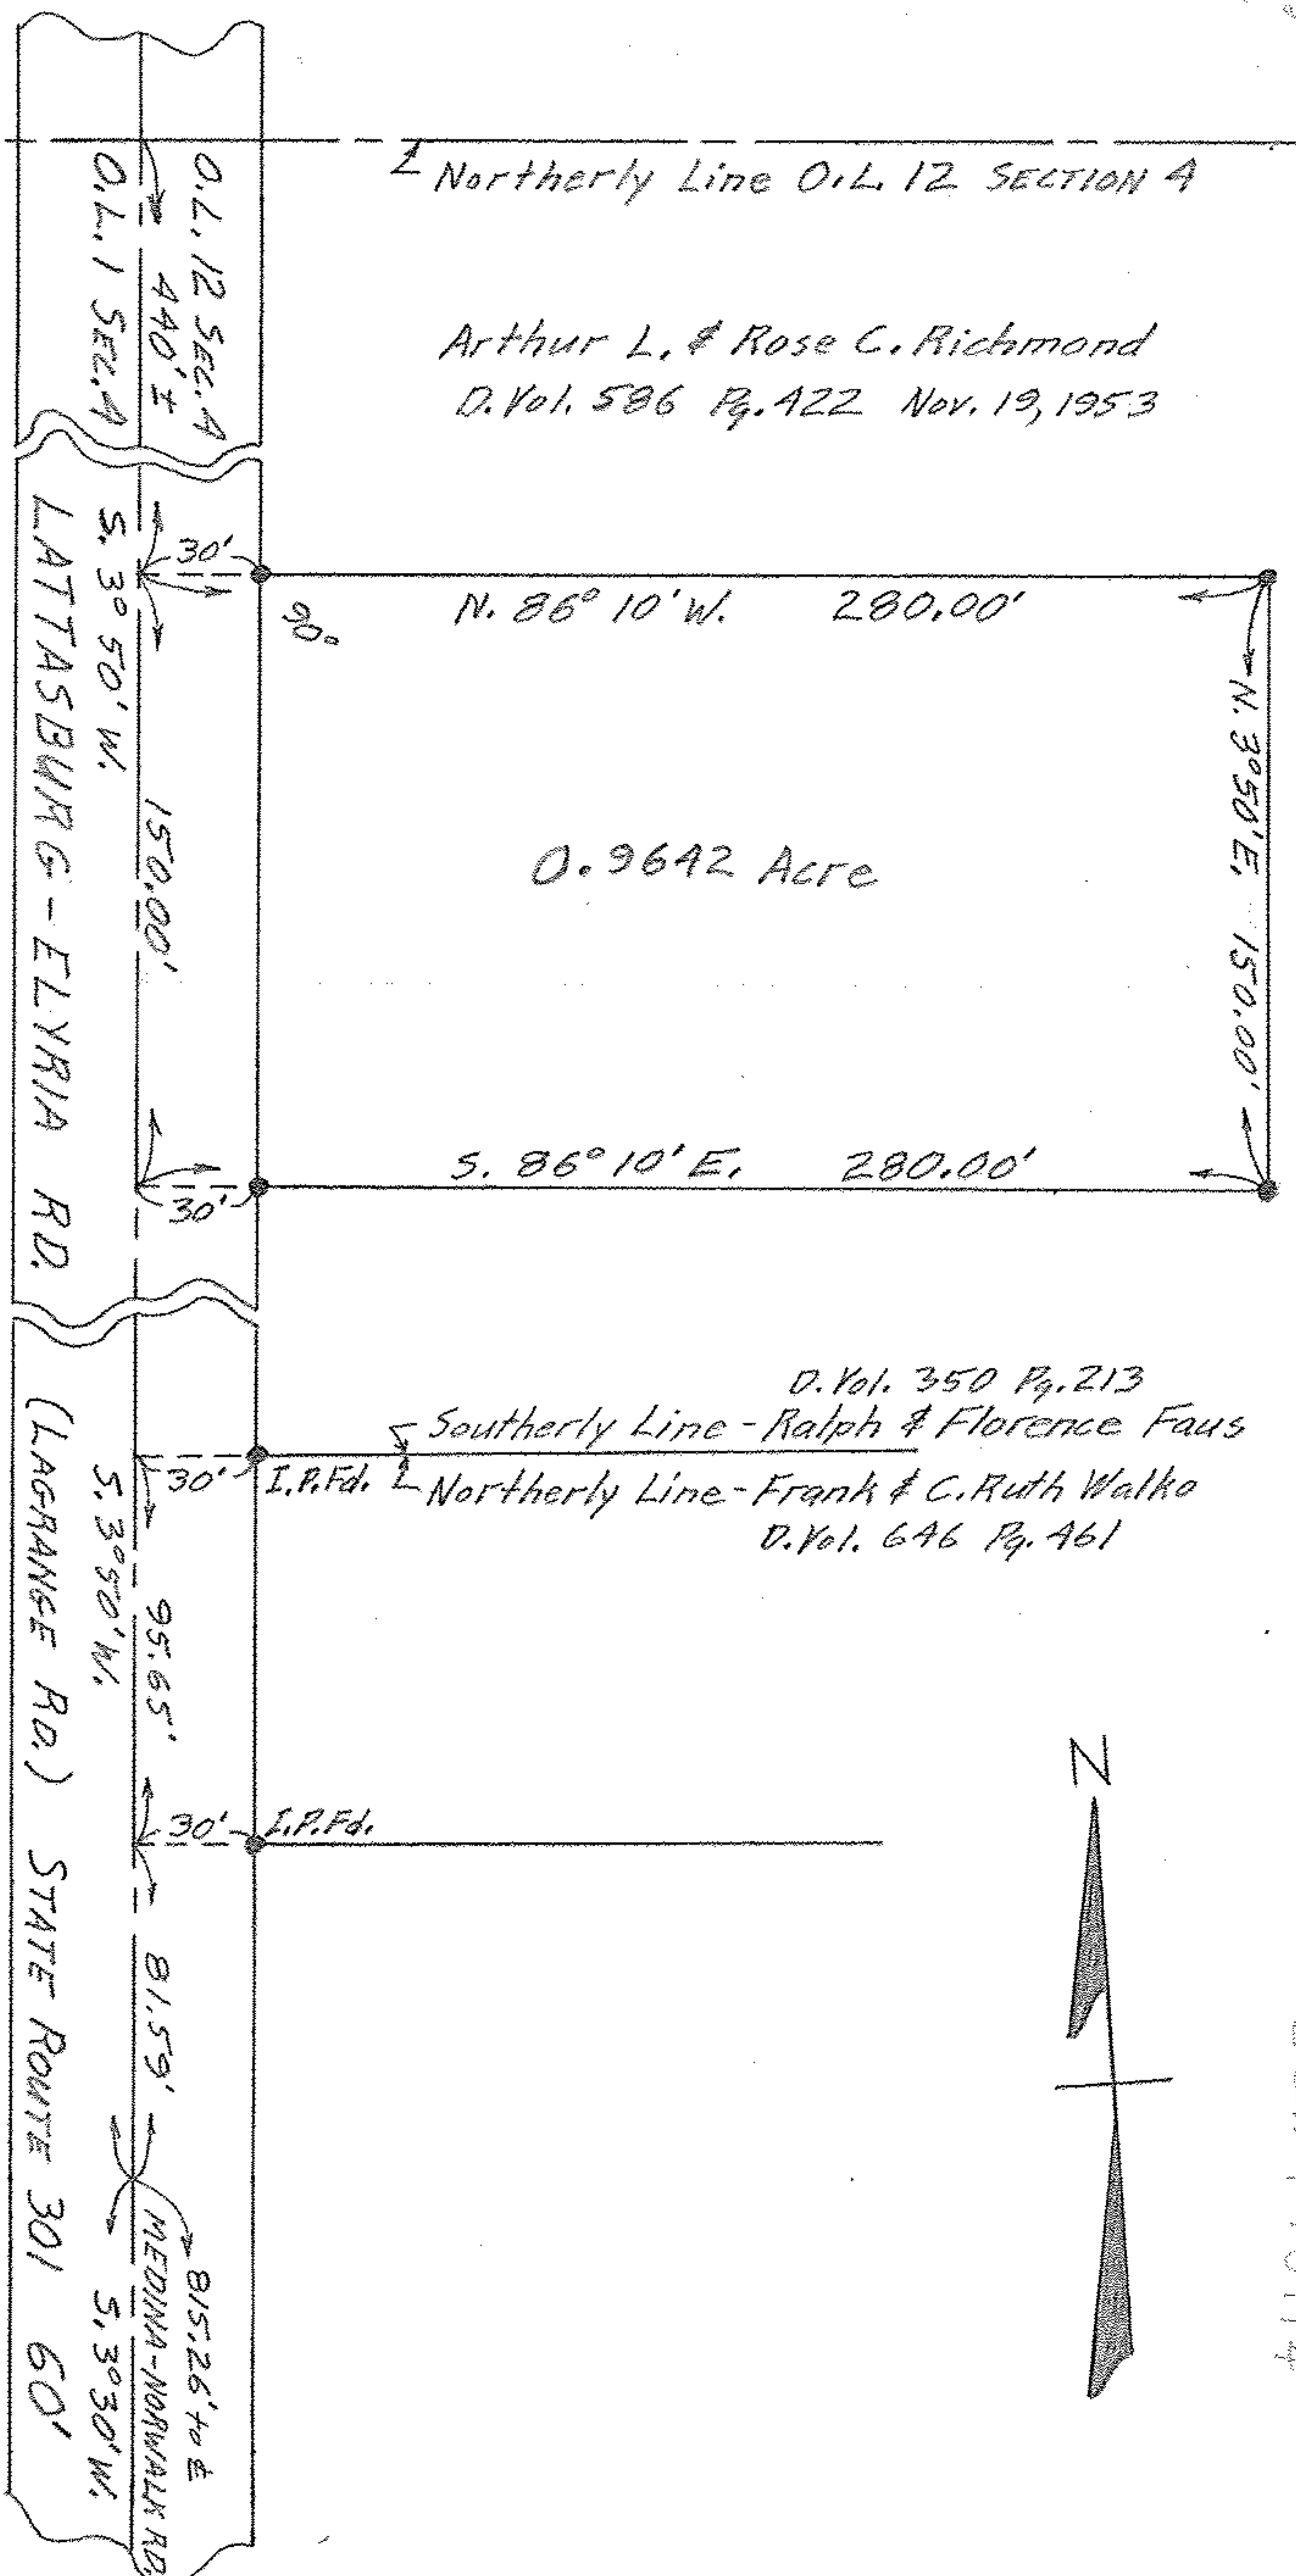 Northerly Line O.L. 12 SECTION 4
O.L. 12 SEC. 4
440' ±
O.L. 1 SEC. 4
Arthur L. & Rose C. Richmond
D. Vol. 586 Pg. 422 Nov. 19, 1953
30'
90°
N. 86° 10' W. 280.00'
S. 3° 50' W.
150.00'
N. 3° 50' E. 150.00'
0.9642 Acre
LATTASBURG - ELYRIA RD. (LAGRANGE RD.) STATE ROUTE 301 60'
S. 86° 10' E. 280.00'
30'
D. Vol. 350 Pg. 213
Southerly Line - Ralph & Florence Faus
30'
I.P. Fd.
Northerly Line - Frank & C. Ruth Walko
D. Vol. 646 Pg. 461
S. 3° 50' W.
95.65'
30'
I.P. Fd.
N
81.59'
815.26' to ℄
MEDINA-NORWALK RD.
S. 3° 30' W.